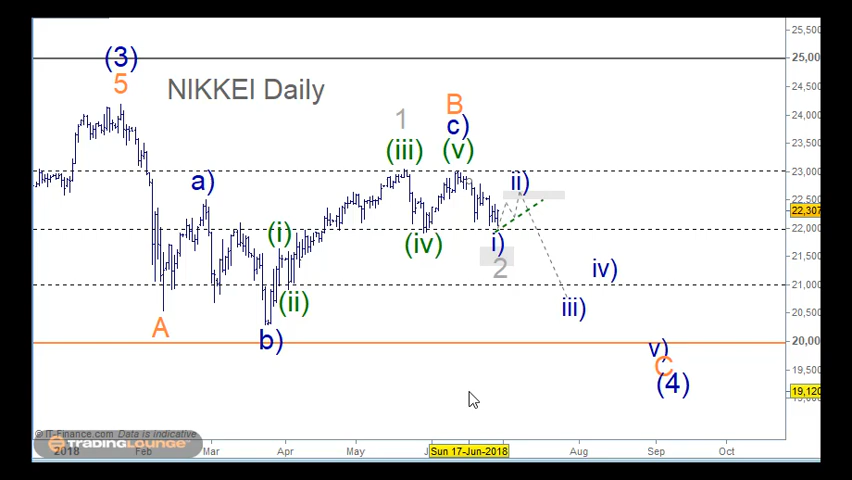 25,500
(3)
25,000
5
NIKKEI Daily
24,500
B
1
24,000
c)
23,500
(iii)
(v)
23,000
a)
ii)
22,500
22,307
(i)
(iv)
i)
22,000
2
iv)
21,500
(ii)
21,000
iii)
20,500
A
b)
20,000
v)
C
19,500
(4)
19,120
© IT-Finance.com Data is indicative
TRADINGLOUNGE
2018
Feb
Mar
Apr
May
Sun 17-Jun-2018
Aug
Sep
Oct